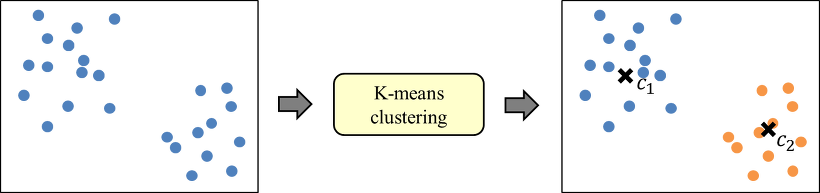 K-means
clustering
c₁
c₂